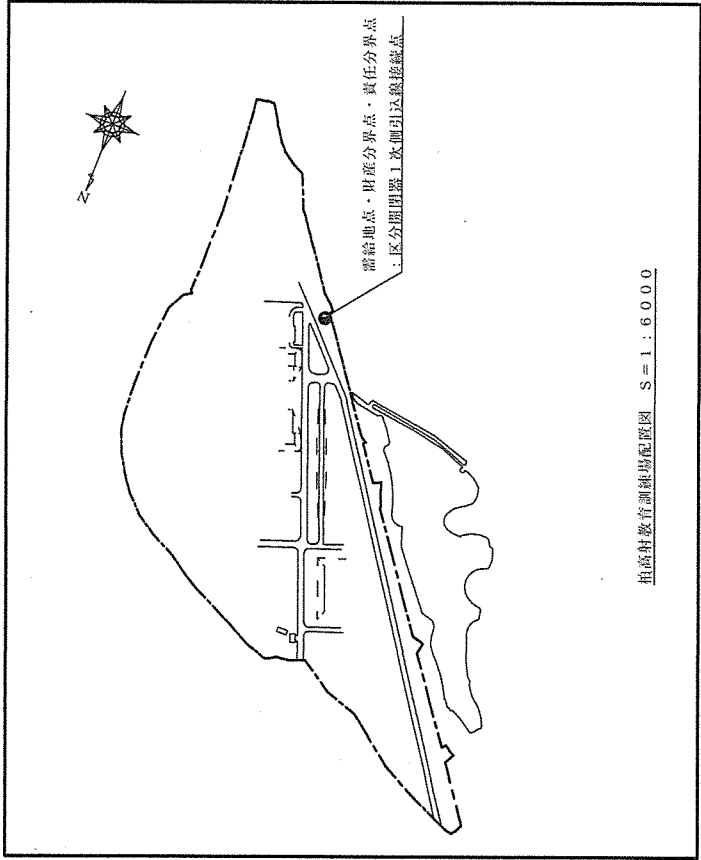 N
需給地点・財産分界点・責任分界点
:区分開閉器1次側引込線接続点
柏高射教育訓練場配置図 S=1:6000